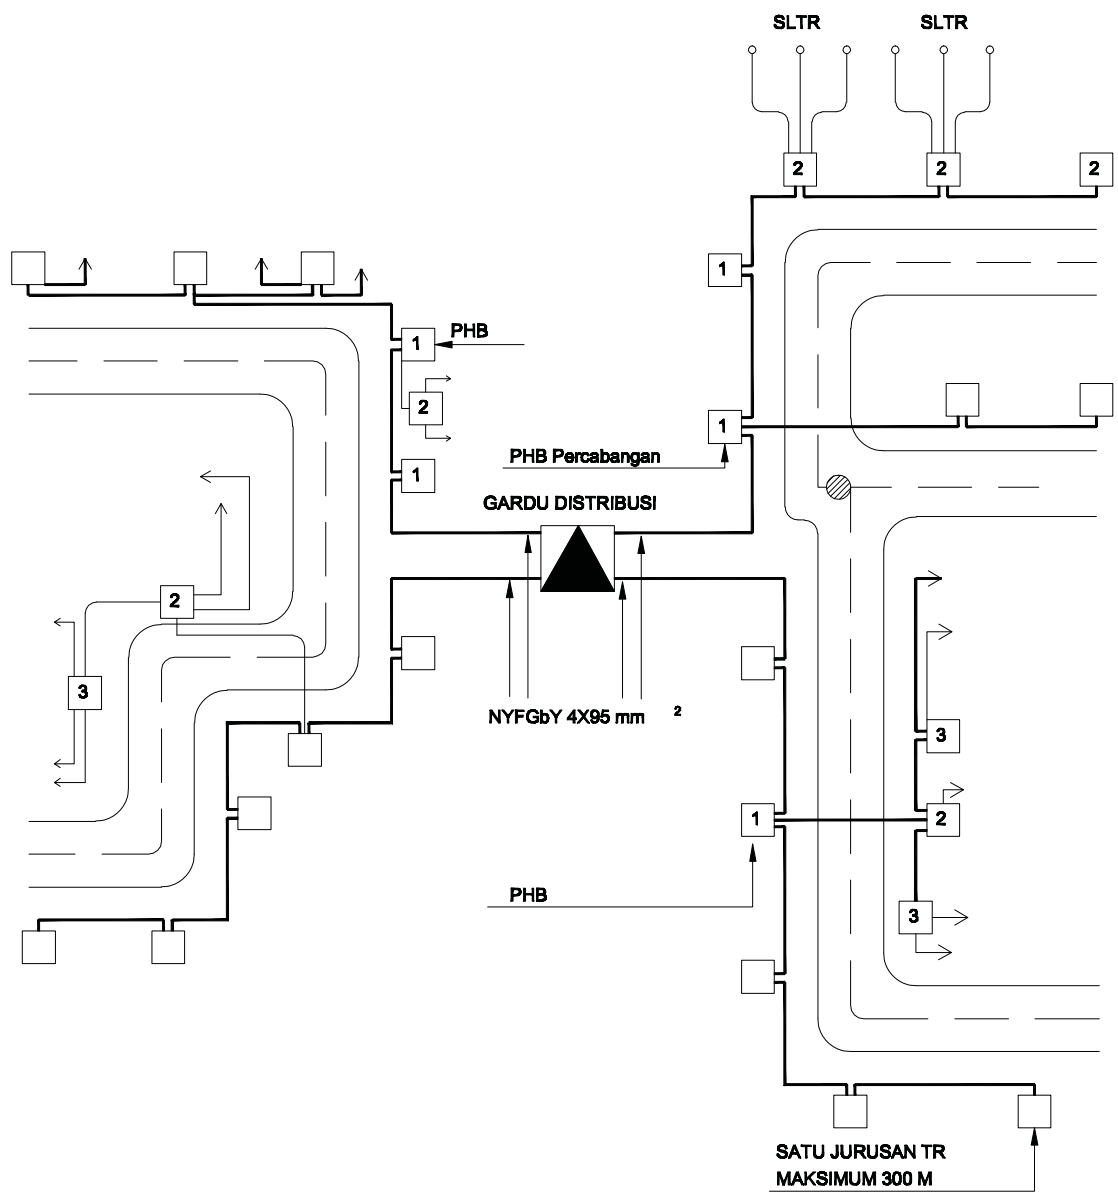 SLTR
SLTR
2
2
2
1
1
PHB
2
1
PHB Percabangan
1
GARDU DISTRIBUSI
2
3
NYFGbY 4X95 mm 2
3
1
2
PHB
3
SATU JURUSAN TR
MAKSIMUM 300 M